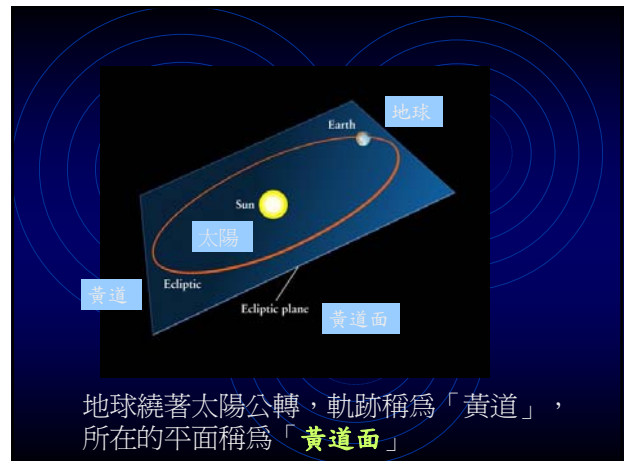 地球
Earth
Sun
太陽
Ecliptic
黃道
Ecliptic plane
黃道面
地球繞著太陽公轉，軌跡稱爲「黃道」，
所在的平面稱爲「黃道面」